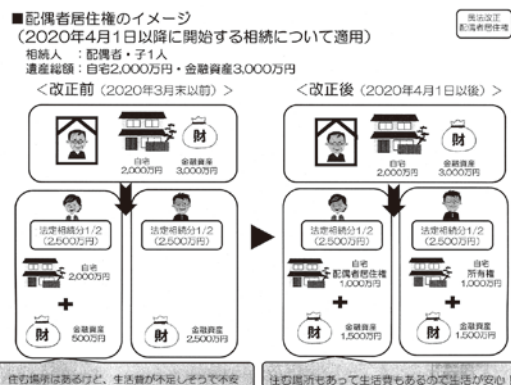 ■配偶者居住権のイメージ
(2020年4月1日以降に開始する相続について適用)
民法改正
配偶者居住権
相続人 :配偶者・子1人
遺産総額:自宅2,000万円・金融資産3,000万円
<改正前(2020年3月末以前)>
財
自宅
2,000万円
金融資産
3,000万円
法定相続分1/2
(2,500万円)
自宅
2,000万円
+
財
金融資産
500万円
法定相続分1/2
(2,500万円)
財
金融資産
2,500万円
住む場所はあるけど、生活費が不足しそうで不安
<改正後(2020年4月1日以後)>
財
自宅
2,000万円
金融資産
3,000万円
法定相続分1/2
(2,500万円)
自宅
配偶者居住権
1,000万円
+
財
金融資産
1,500万円
法定相続分1/2
(2,500万円)
自宅
所有権
1,000万円
+
財
金融資産
1,500万円
住む場所もあって生活費もあるので生活が安心!